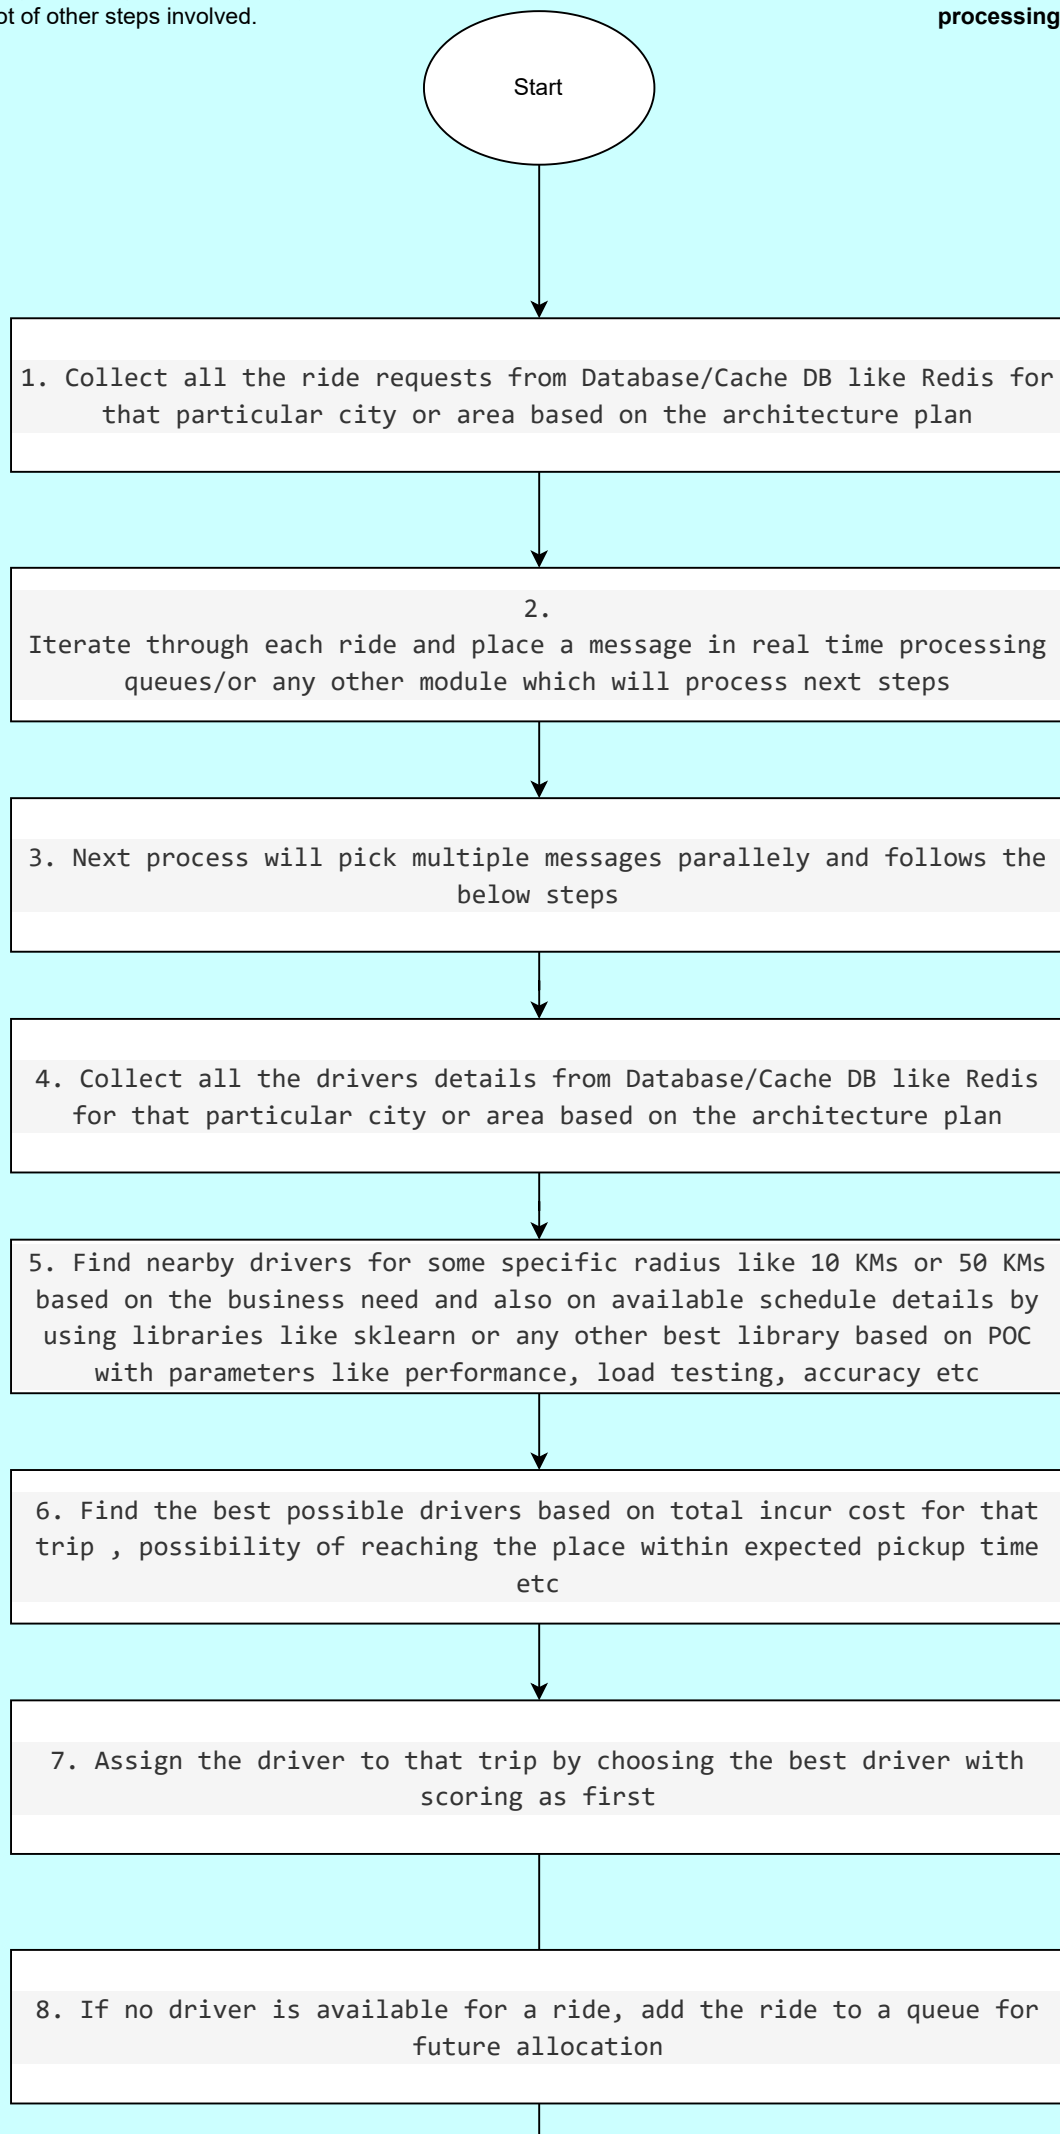 ot of other steps involved.
processing
Start
1. Collect all the ride requests from Database/Cache DB like Redis for
that particular city or area based on the architecture plan
2.
Iterate through each ride and place a message in real time processing
queues/or any other module which will process next steps
3. Next process will pick multiple messages parallely and follows the
below steps
4. Collect all the drivers details from Database/Cache DB like Redis
for that particular city or area based on the architecture plan
5. Find nearby drivers for some specific radius like 10 KMs or 50 KMs
based on the business need and also on available schedule details by
using libraries like sklearn or any other best library based on POC
with parameters like performance, load testing, accuracy etc
6. Find the best possible drivers based on total incur cost for that
trip , possibility of reaching the place within expected pickup time
etc
7. Assign the driver to that trip by choosing the best driver with
scoring as first
8. If no driver is available for a ride, add the ride to a queue for
future allocation